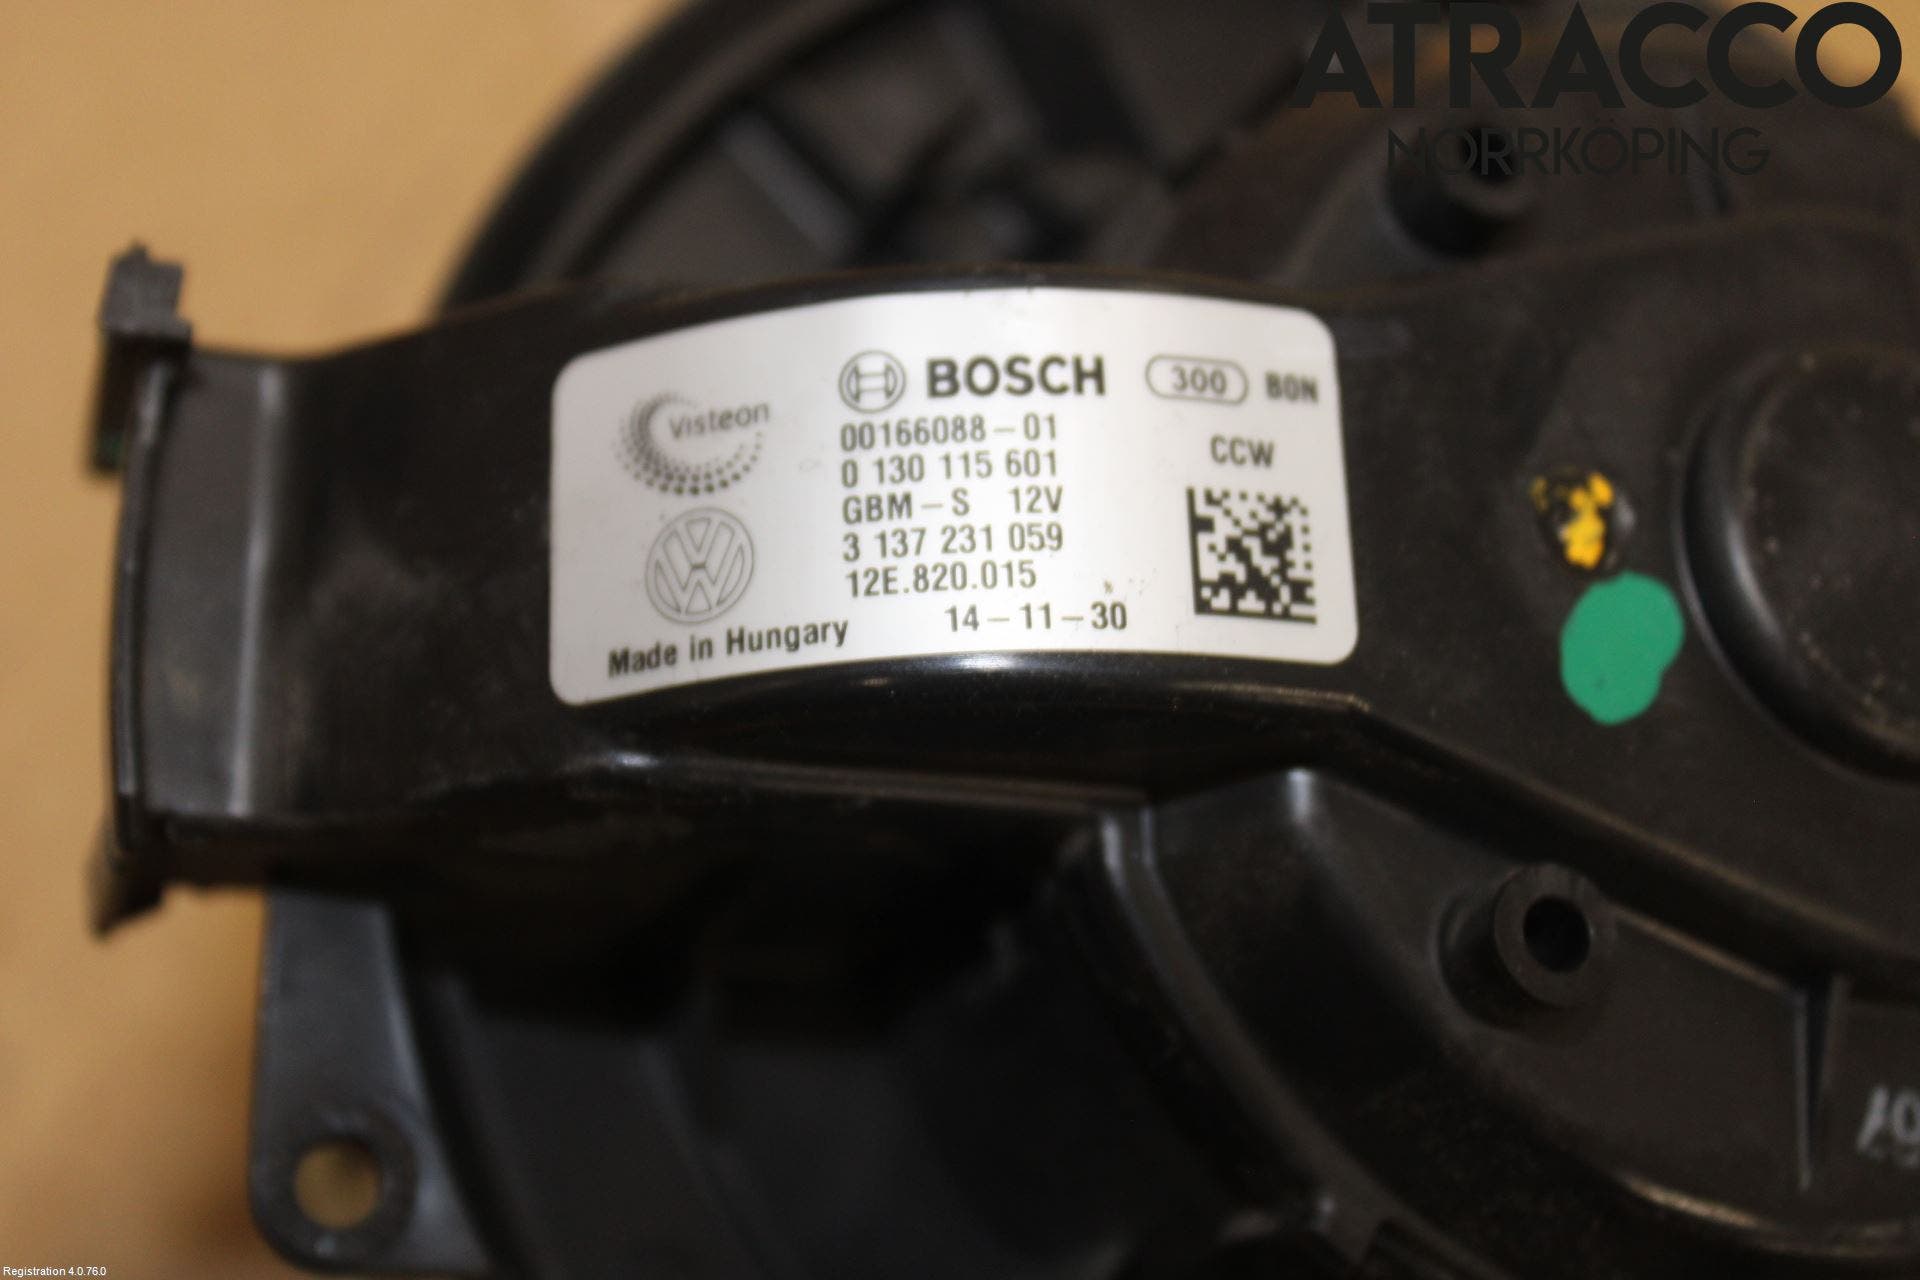 ATRACCO
NORRKÖPING
Visteon
BOSCH
300 BON
00166088-01
0 130 115 601
GBM-S 12V
3 137 231 059
12E.820.015
14-11-30
CCW
Made in Hungary
Registration 4.0.76.0